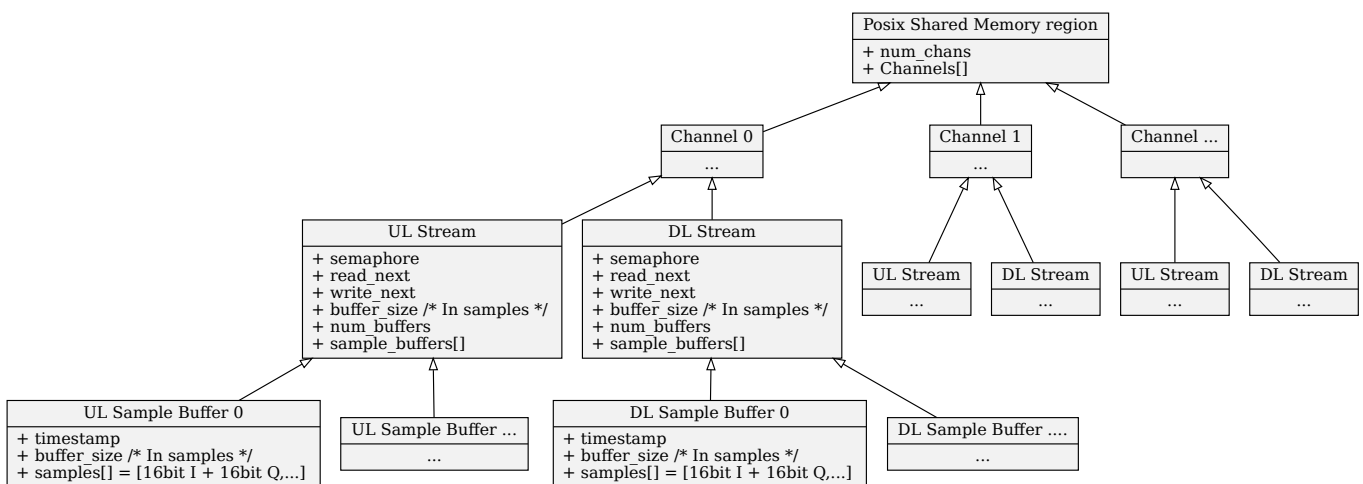 Posix Shared Memory region
+ num_chans
+ Channels[]
Channel 0
...
Channel 1
...
Channel ...
UL Stream
+ semaphore
+ read_next
+ write_next
+ buffer_size /* In samples */
+ num_buffers
+ sample_buffers[]
DL Stream
+ semaphore
+ read_next
+ write_next
+ buffer_size /* In samples */
+ num_buffers
+ sample_buffers[]
UL Stream
...
DL Stream
...
UL Stream
...
DL Stream
...
UL Sample Buffer 0
+ timestamp
+ buffer_size /* In samples */
+ samples[] = [16bit I + 16bit Q,...]
UL Sample Buffer ...
...
DL Sample Buffer 0
+ timestamp
+ buffer_size /* In samples */
+ samples[] = [16bit I + 16bit Q,...]
DL Sample Buffer ....
...